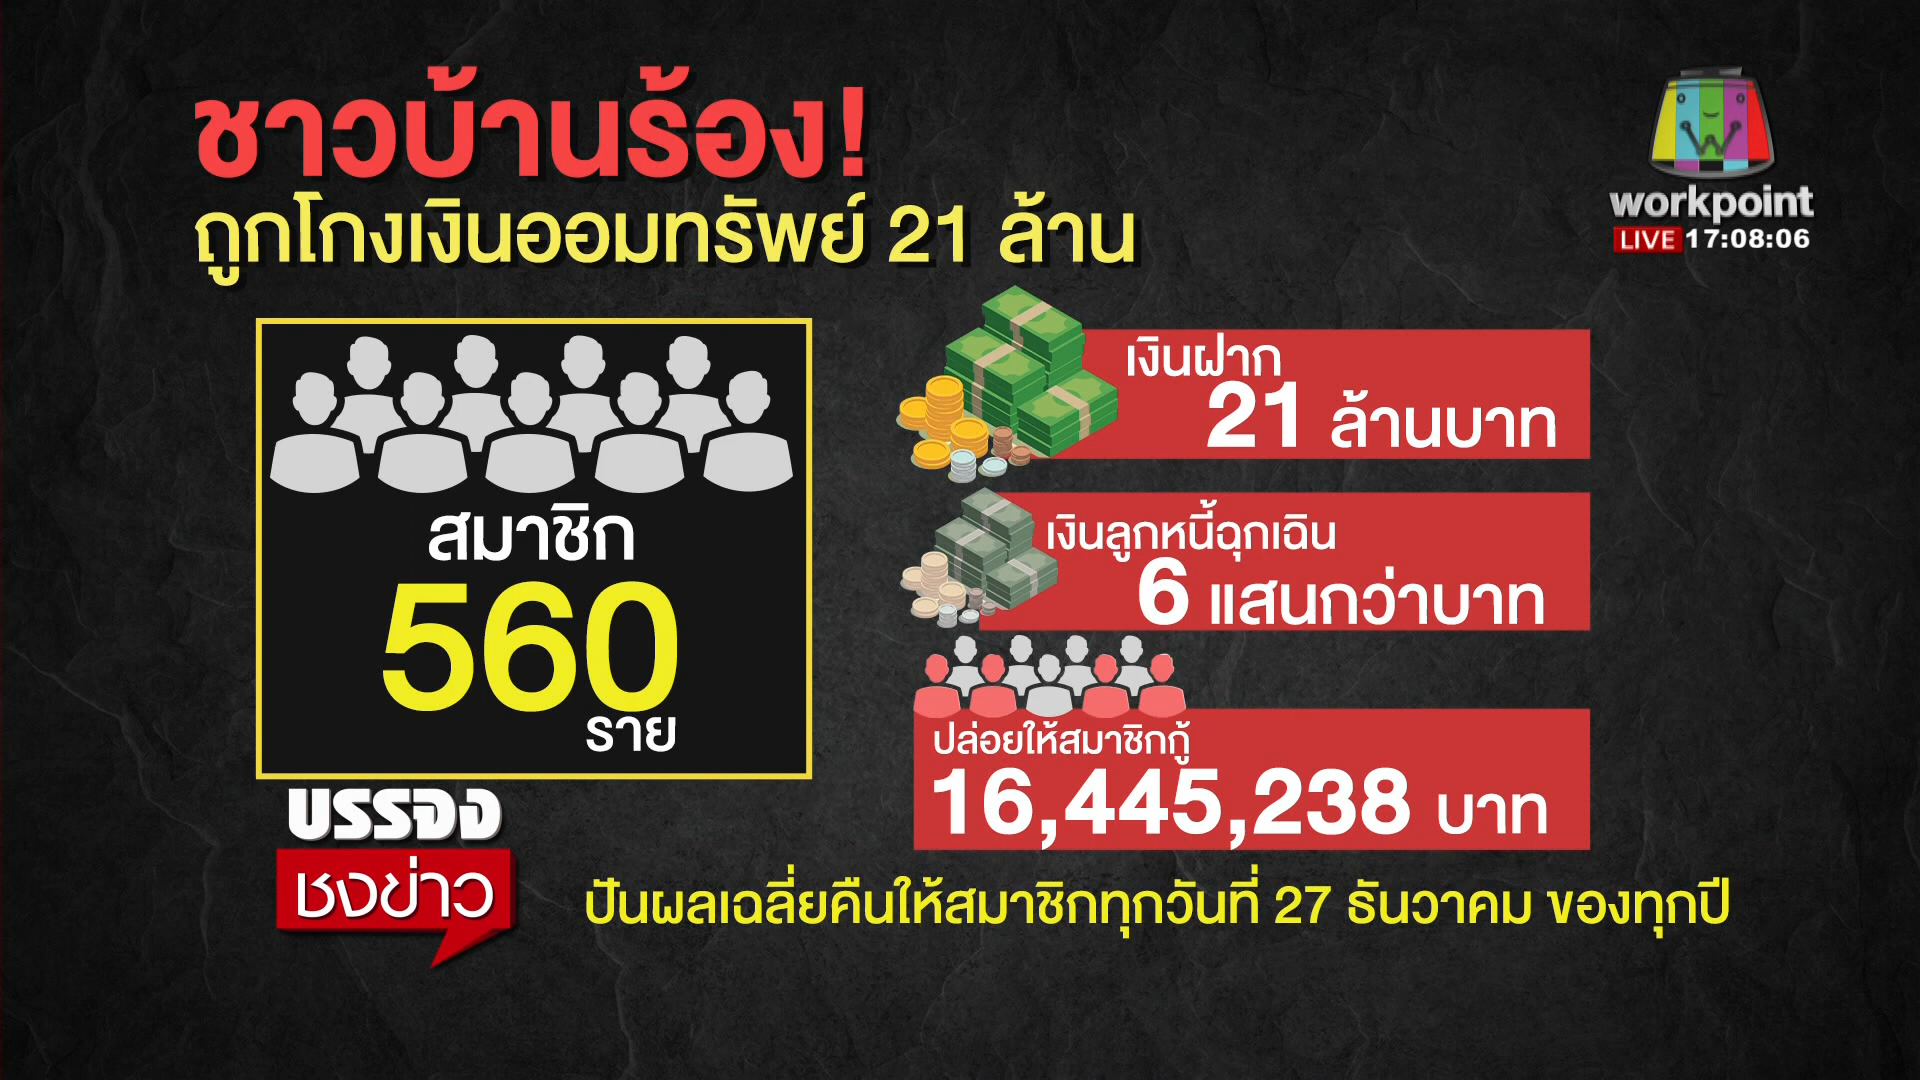 ชาวบ้านร้อง!
ถูกโกงเงินออมทรัพย์ 21 ล้าน
workpoint
LIVE 17:08:06
สมาชิก
560
ราย
เงินฝาก
21 ล้านบาท
เงินลูกหนี้ฉุกเฉิน
6 แสนกว่าบาท
ปล่อยให้สมาชิกกู้
16,445,238 บาท
บรรจง
ชงข่าว
ปันผลเฉลี่ยคืนให้สมาชิกทุกวันที่ 27 ธันวาคม ของทุกปี